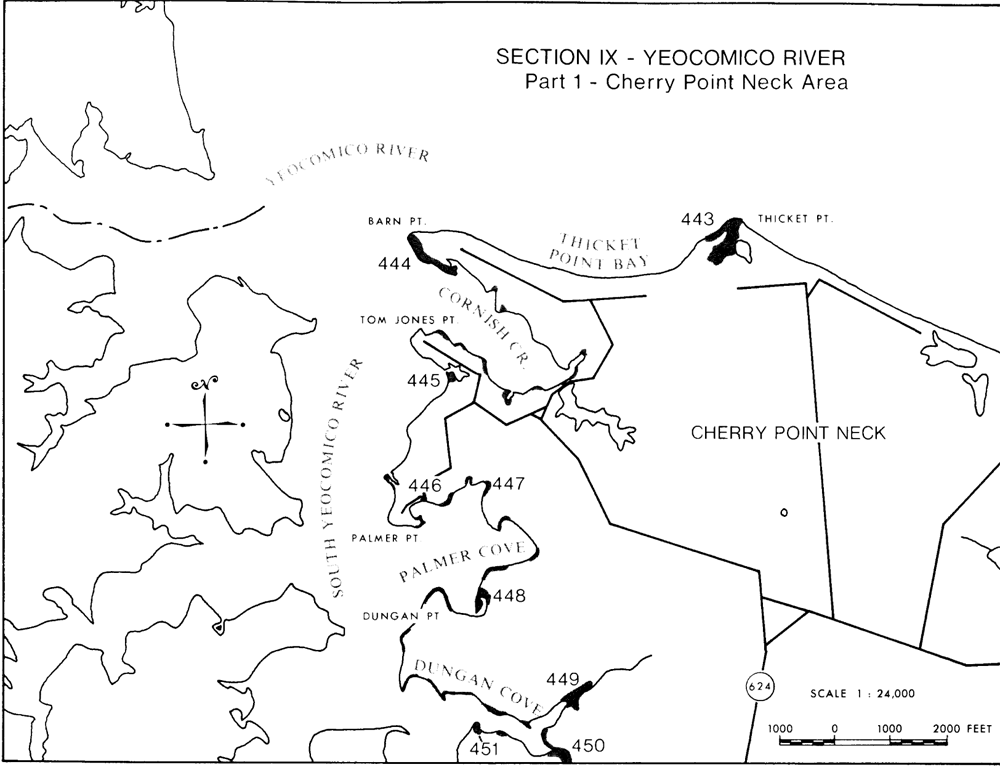 SECTION IX - YEOCOMICO RIVER
Part 1 - Cherry Point Neck Area
YEOCOMICO RIVER
BARN PT.
443
THICKET PT.
THICKET
POINT BAY
444
CORNISH CR.
TOM JONES PT.
445
N
SOUTH YEOCOMICO RIVER
CHERRY POINT NECK
446
447
PALMER PT
PALMER COVE
448
DUNGAN PT
DUNGAN COVE
449
624
SCALE 1 : 24,000
1000 0 1000 2000 FEET
451
450